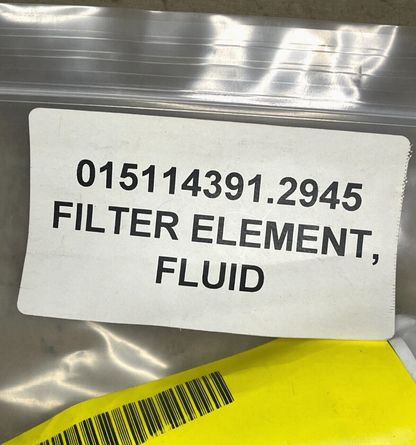 015114391.2945
FILTER ELEMENT,
FLUID